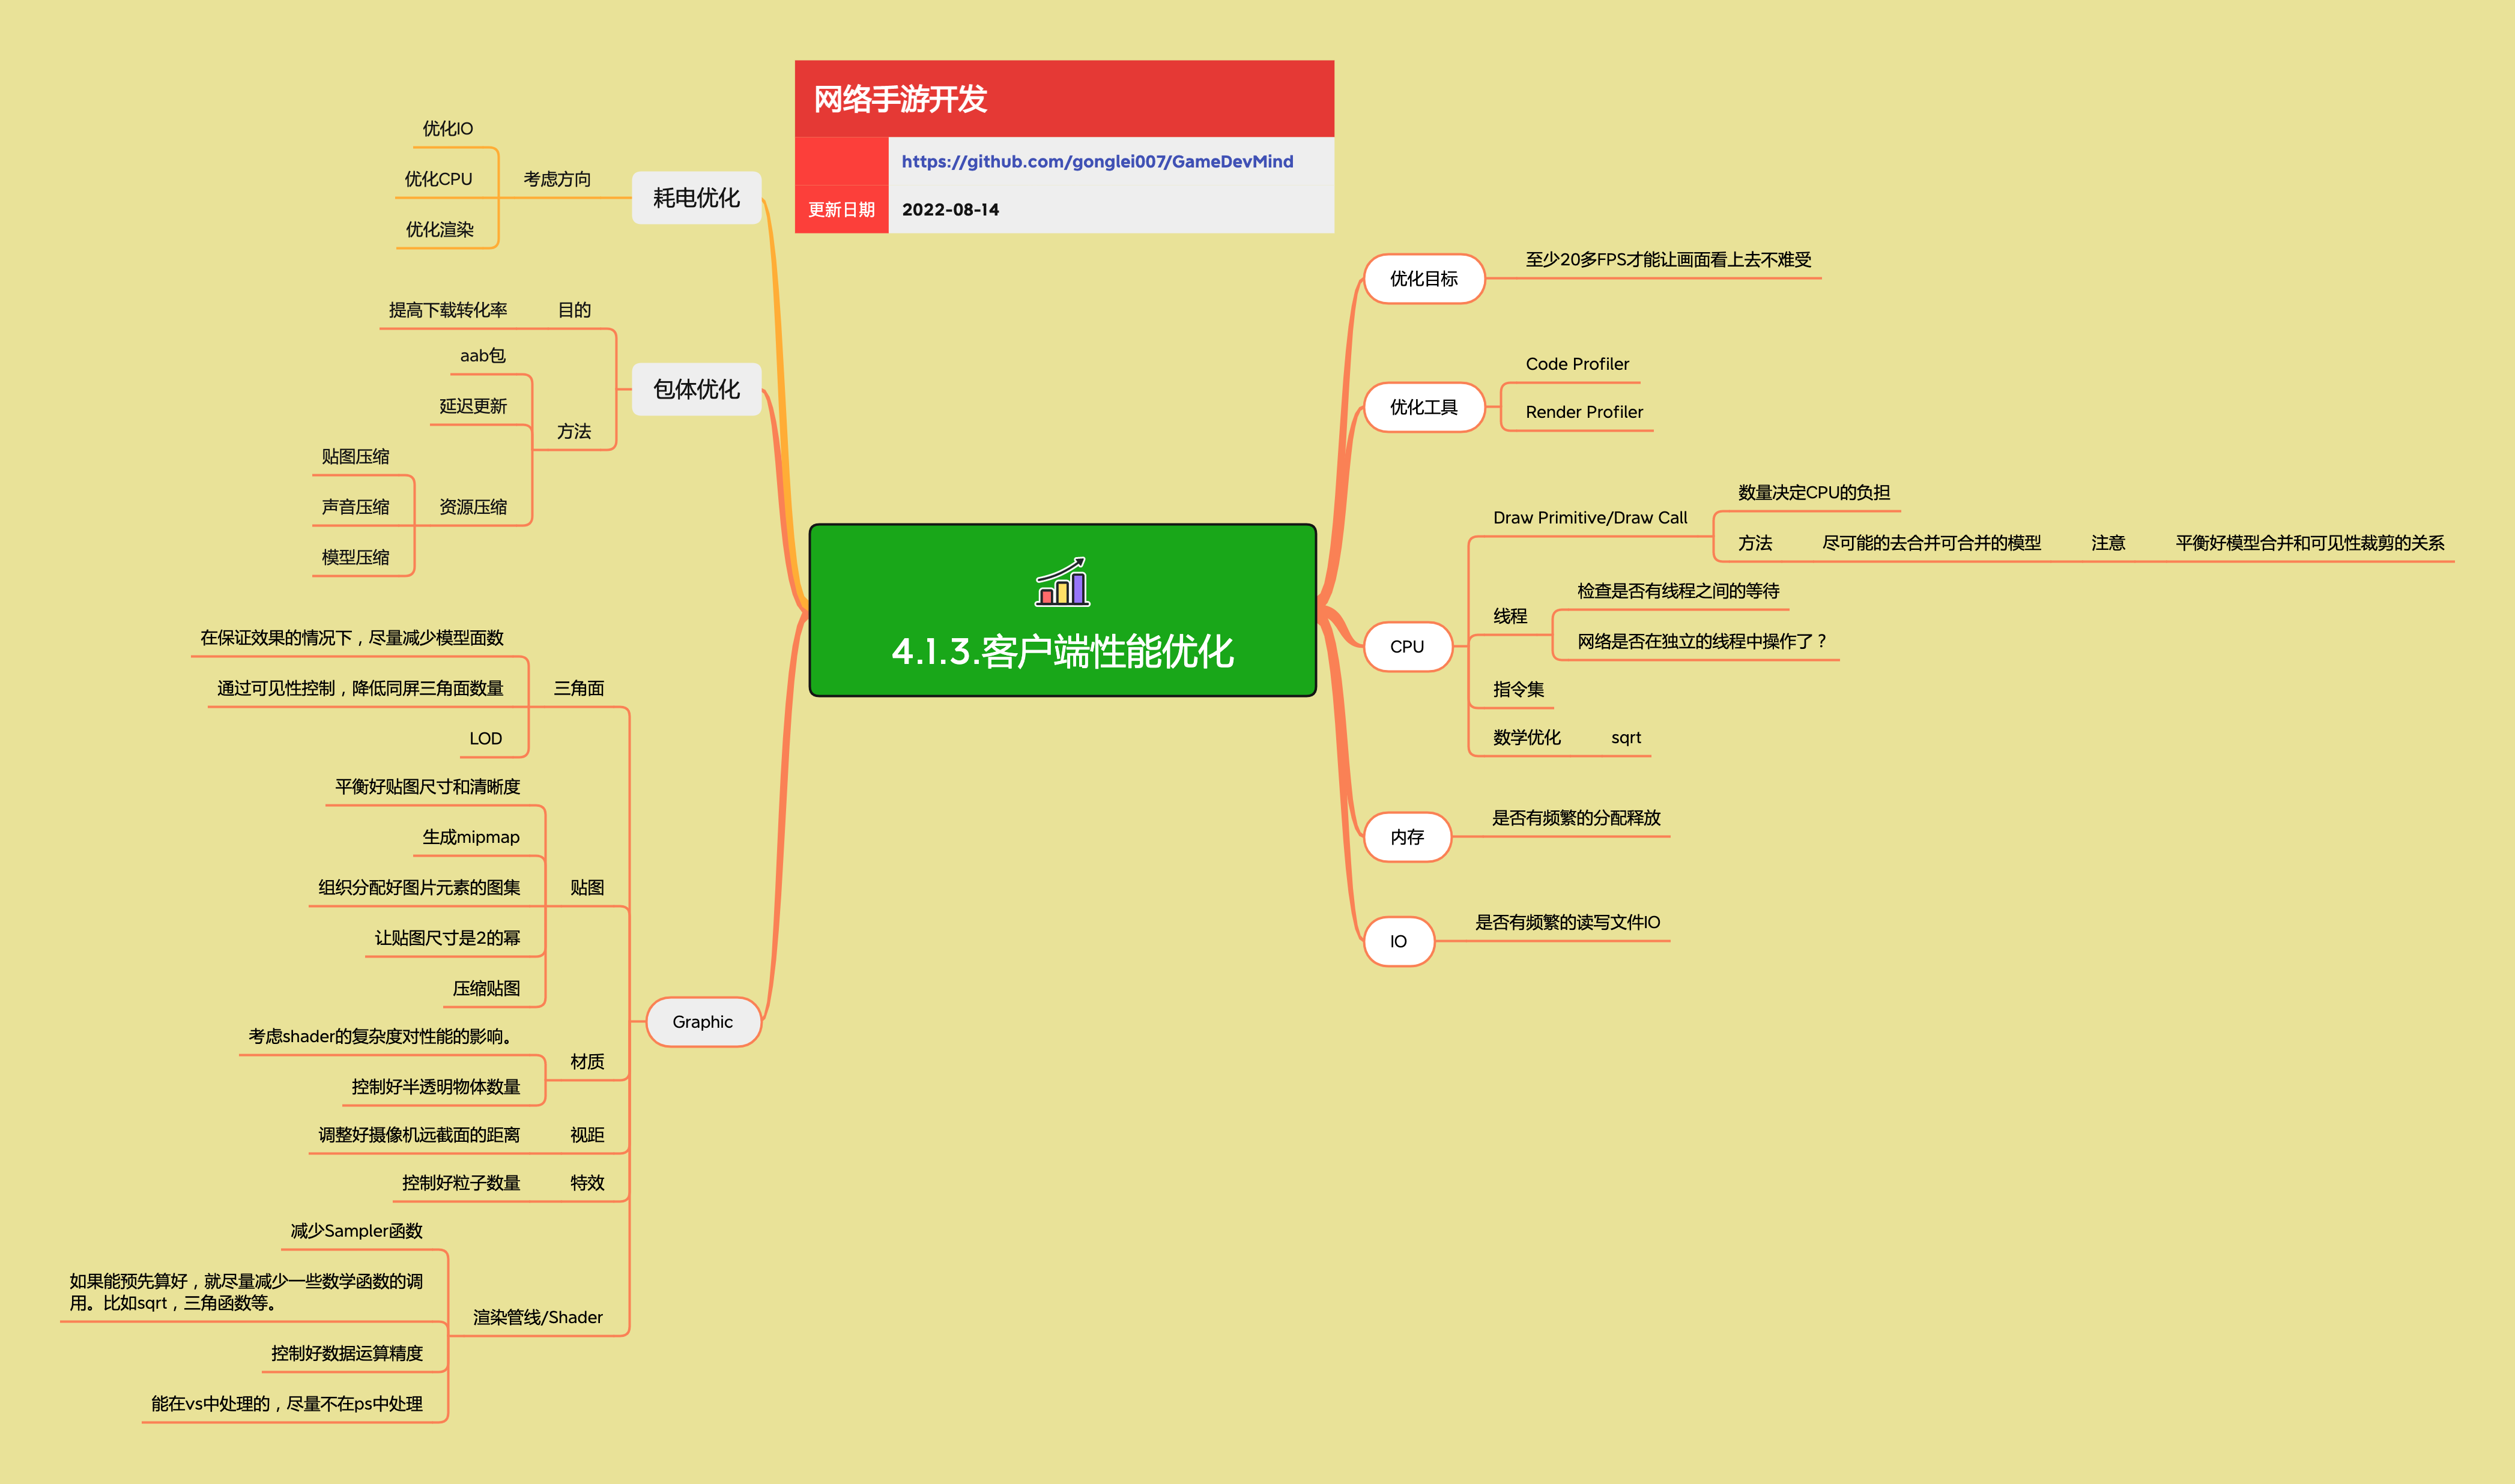 网络手游开发
https://github.com/gonglei007/GameDevMind
更新日期
2022-08-14
4.1.3.客户端性能优化
优化目标
至少20多FPS才能让画面看上去不难受
优化工具
Code Profiler
Render Profiler
CPU
Draw Primitive/Draw Call
数量决定CPU的负担
方法
尽可能的去合并可合并的模型
注意
平衡好模型合并和可见性裁剪的关系
线程
检查是否有线程之间的等待
网络是否在独立的线程中操作了？
指令集
数学优化
sqrt
内存
是否有频繁的分配释放
IO
是否有频繁的读写文件IO
耗电优化
考虑方向
优化IO
优化CPU
优化渲染
包体优化
目的
提高下载转化率
方法
aab包
延迟更新
资源压缩
贴图压缩
声音压缩
模型压缩
Graphic
三角面
在保证效果的情况下，尽量减少模型面数
通过可见性控制，降低同屏三角面数量
LOD
贴图
平衡好贴图尺寸和清晰度
生成mipmap
组织分配好图片元素的图集
让贴图尺寸是2的幂
压缩贴图
材质
考虑shader的复杂度对性能的影响。
控制好半透明物体数量
视距
调整好摄像机远截面的距离
特效
控制好粒子数量
渲染管线/Shader
减少Sampler函数
如果能预先算好，就尽量减少一些数学函数的调
用。比如sqrt，三角函数等。
控制好数据运算精度
能在vs中处理的，尽量不在ps中处理